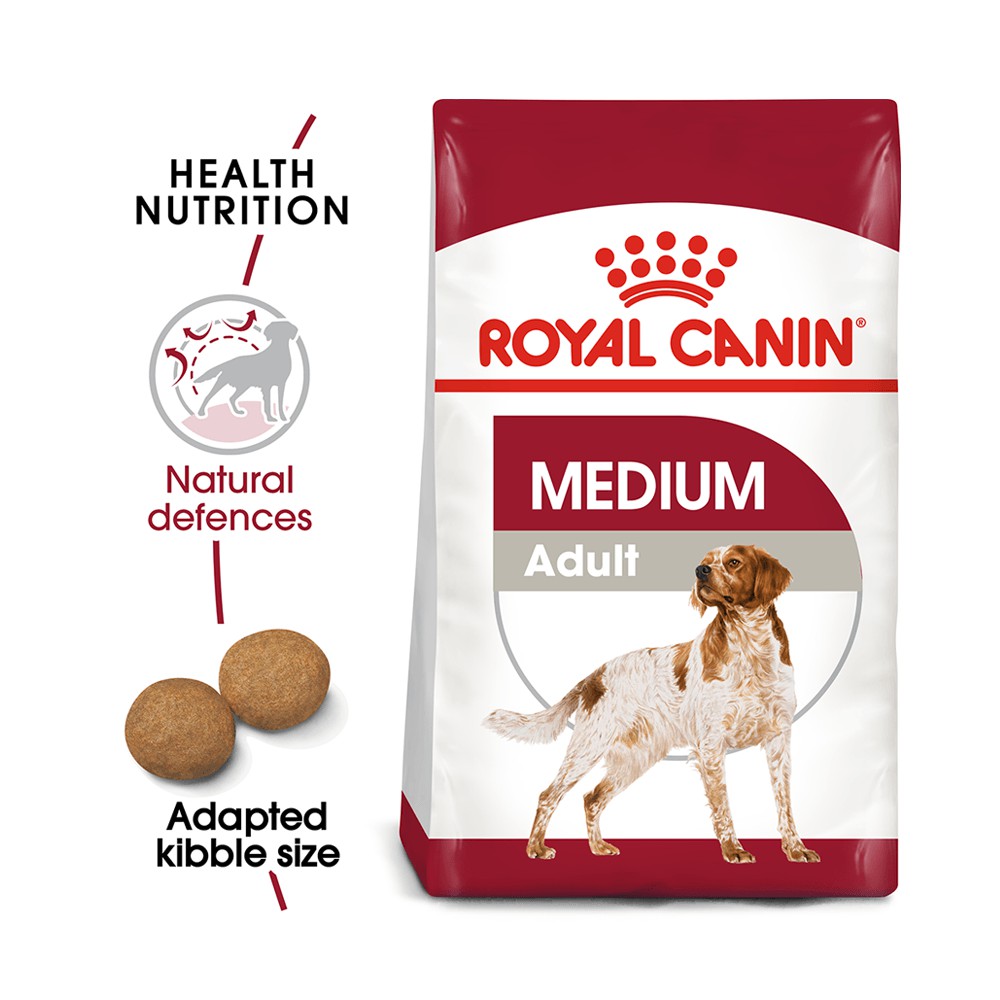 HEALTH
NUTRITION
Natural
defences
Adapted
kibble size
ROYAL CANIN®
MEDIUM
Adult